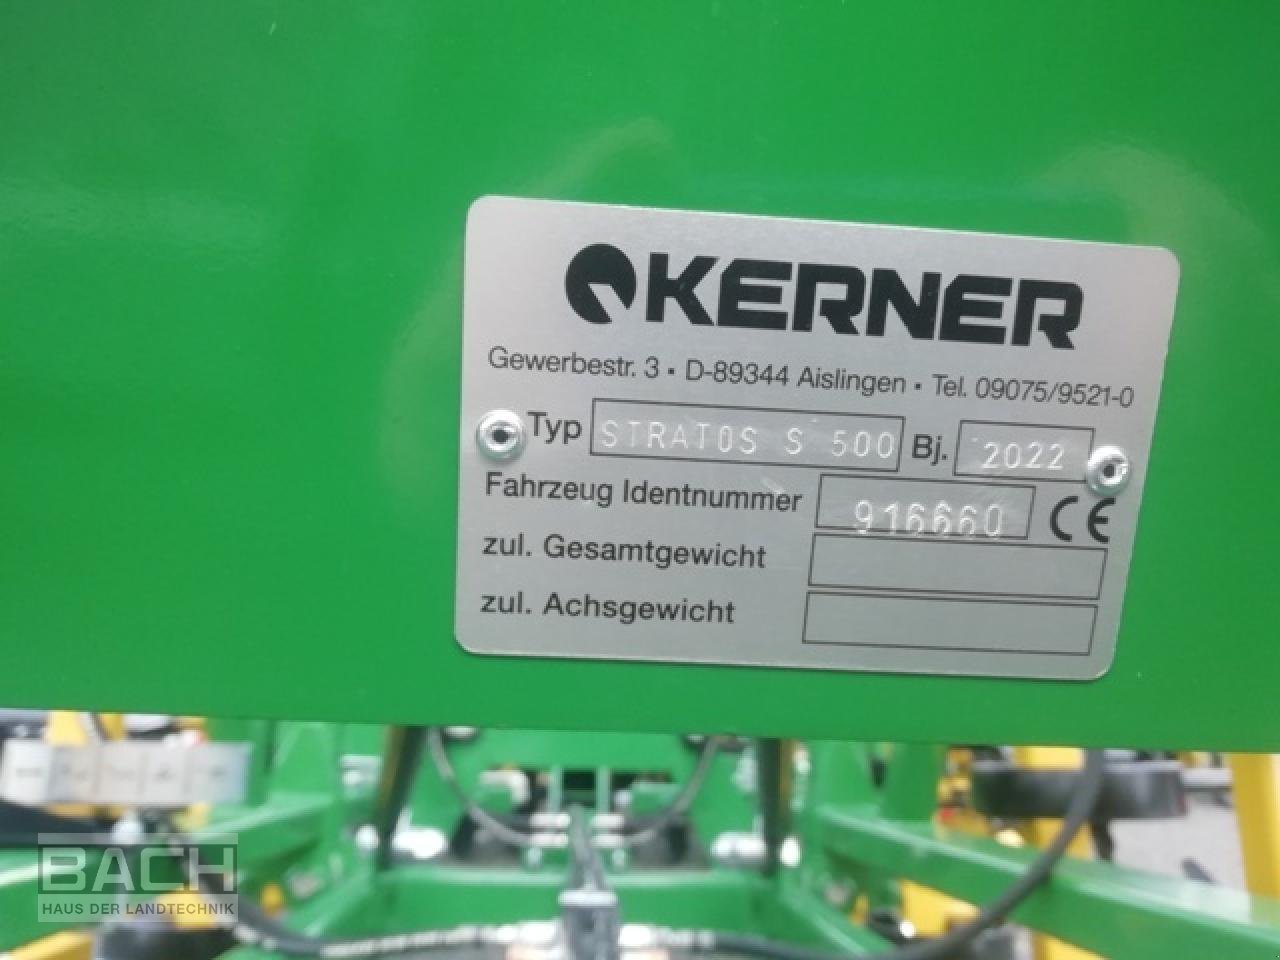 KERNER
Gewerbestr. 3 • D-89344 Aislingen • Tel. 09075/9521-0
Typ STRATOS S 500 Bj. 2022
Fahrzeug Identnummer 916660 CE
zul. Gesamtgewicht
zul. Achsgewicht
BACH
HAUS DER LANDTECHNIK